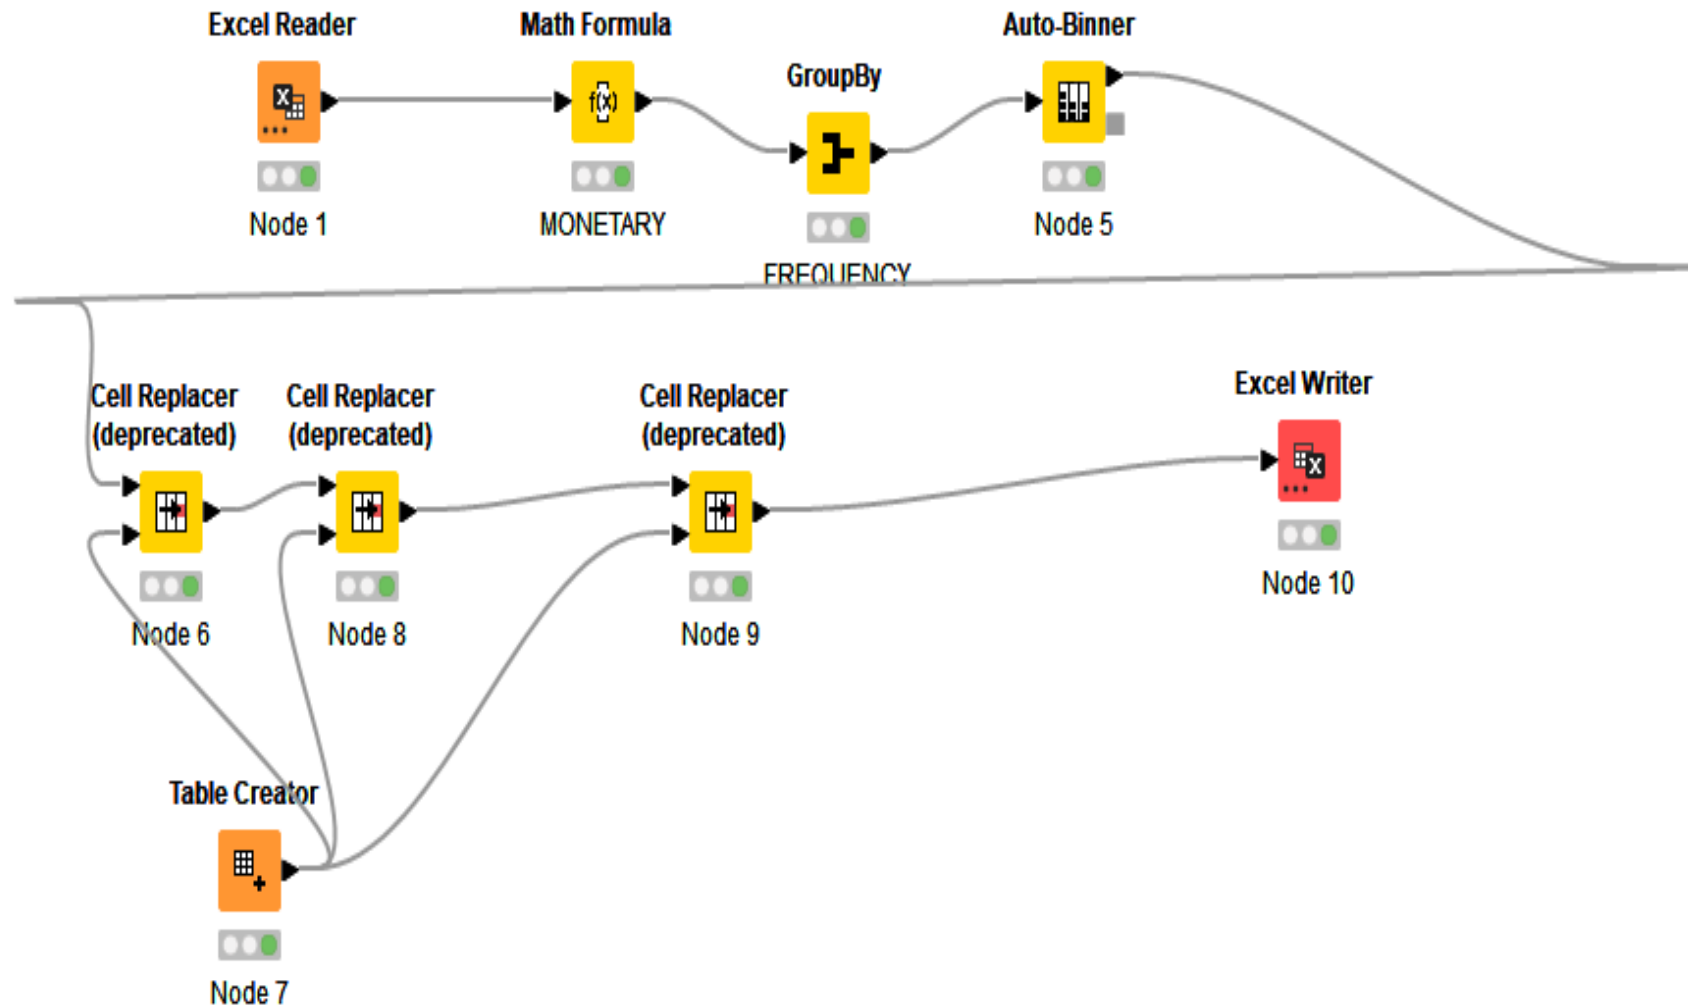 Excel Reader
Math Formula
GroupBy
Auto-Binner
f(x)
Node 1
MONETARY
FREQUENCY
Node 5
Cell Replacer
(deprecated)
Cell Replacer
(deprecated)
Cell Replacer
(deprecated)
Excel Writer
Node 6
Node 8
Node 9
Node 10
Table Creator
Node 7